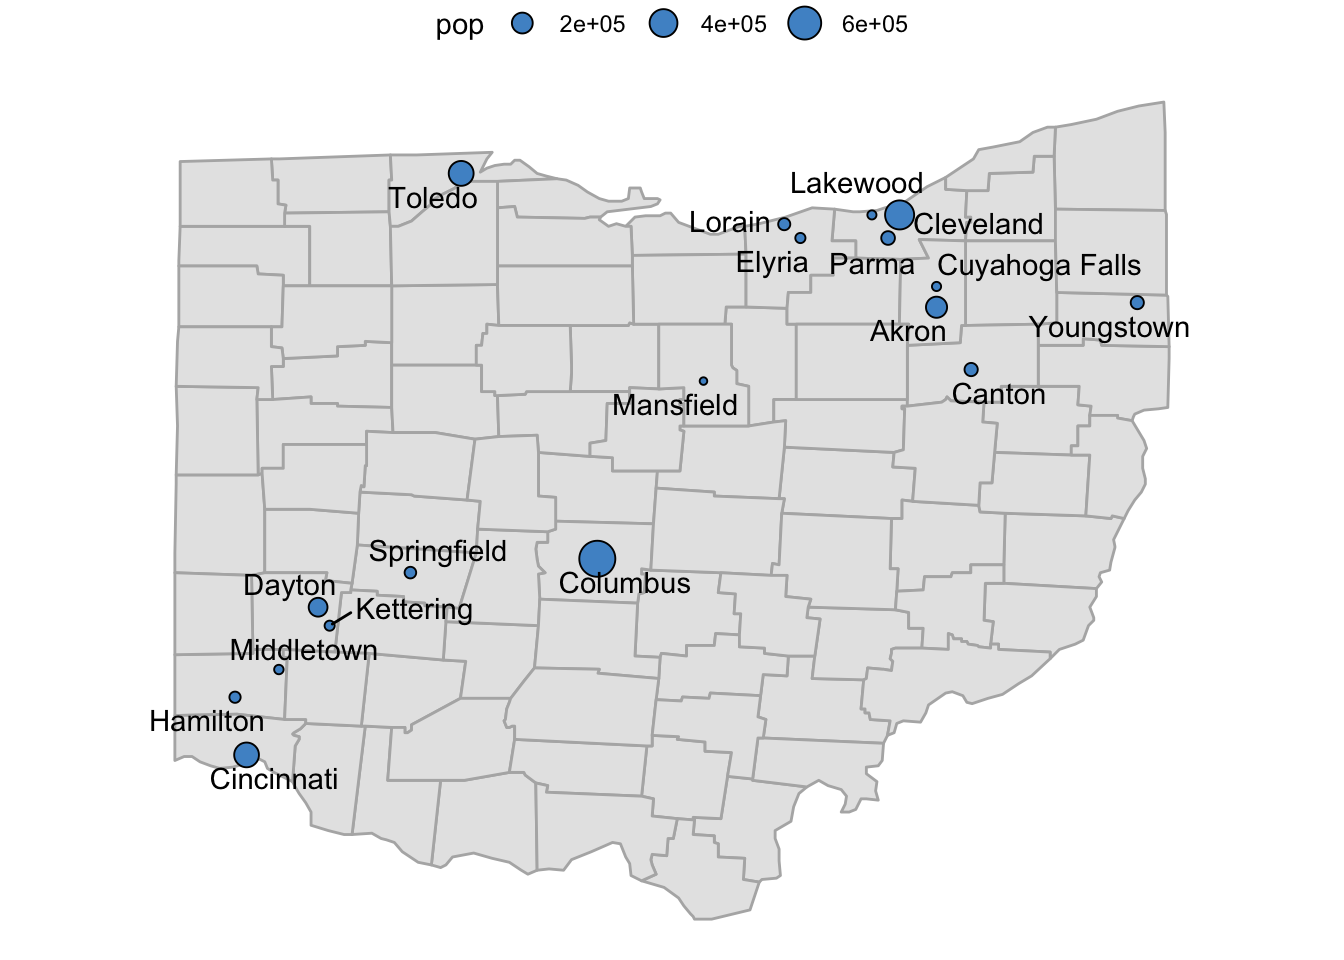 pop 2e+05 4e+05 6e+05
Lakewood
Toledo
Lorain
Cleveland
Elyria
Parma
Cuyahoga Falls
Akron
Youngstown
Canton
Mansfield
Springfield
Columbus
Dayton
Kettering
Middletown
Hamilton
Cincinnati